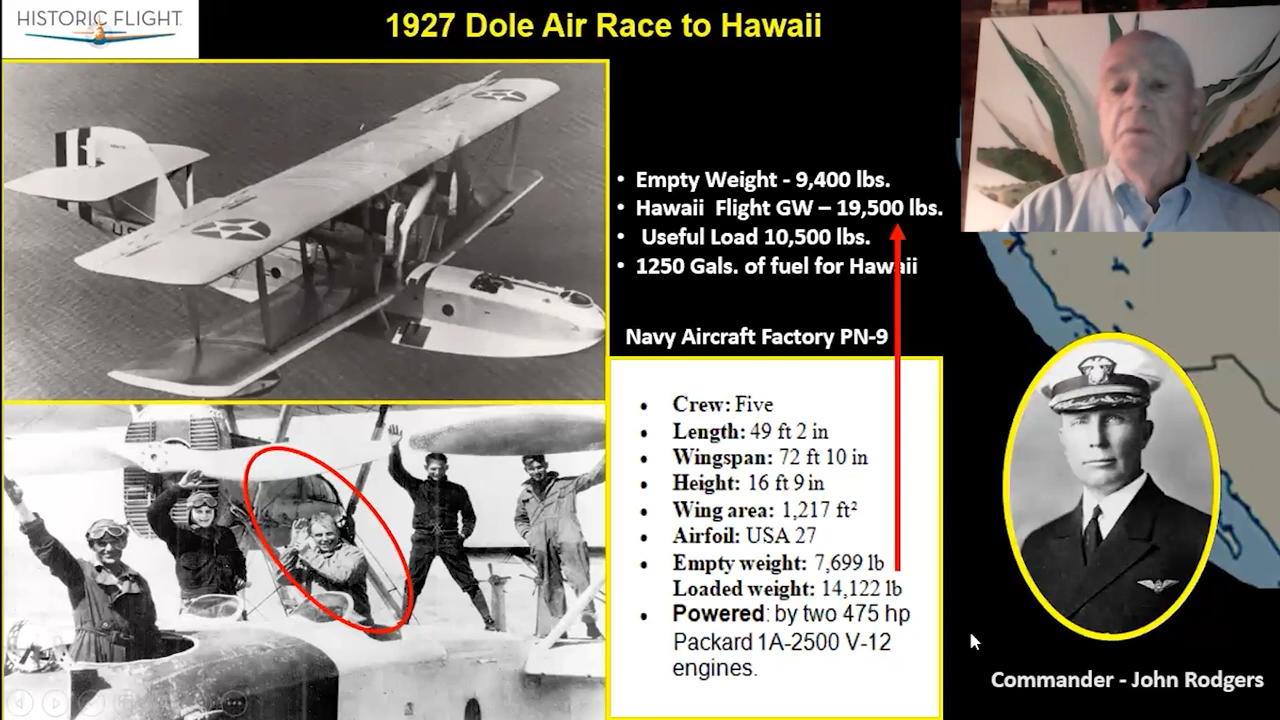 HISTORIC FLIGHT
1927 Dole Air Race to Hawaii
• Empty Weight - 9,400 lbs.
• Hawaii Flight GW – 19,500 lbs.
• Useful Load 10,500 lbs.
• 1250 Gals. of fuel for Hawaii
Navy Aircraft Factory PN-9
• Crew: Five
• Length: 49 ft 2 in
• Wingspan: 72 ft 10 in
• Height: 16 ft 9 in
• Wing area: 1,217 ft²
• Airfoil: USA 27
• Empty weight: 7,699 lb
Loaded weight: 14,122 lb
• Powered: by two 475 hp
Packard 1A-2500 V-12
engines.
Commander - John Rodgers